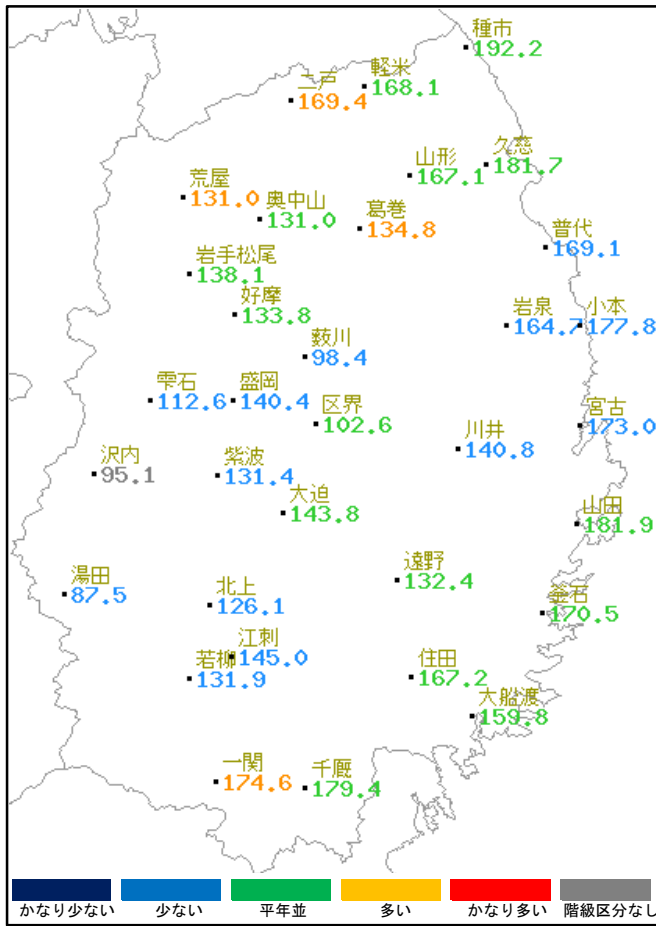 種市
192.2
二戸
169.4
軽米
168.1
山形
167.1
久慈
181.7
荒屋
131.0
奥中山
131.0
葛巻
134.8
普代
169.1
岩手松尾
138.1
好摩
133.8
岩泉
164.7
小本
177.8
薮川
98.4
雫石
112.6
盛岡
140.4
区界
102.6
宮古
173.0
川井
140.8
沢内
95.1
紫波
131.4
大迫
143.8
山田
181.9
湯田
87.5
北上
126.1
遠野
132.4
釜石
170.5
江刺
145.0
若柳
131.9
住田
167.2
大船渡
159.8
一関
174.6
千厩
179.4
かなり少ない 少ない 平年並 多い かなり多い 階級区分なし